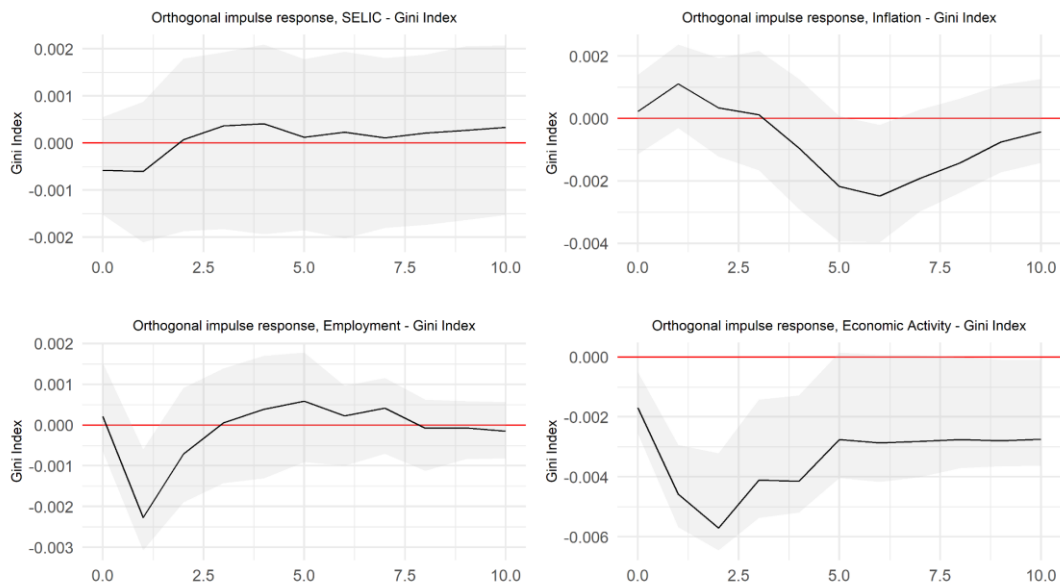 Orthogonal impulse response, SELIC - Gini Index
0.002
0.001
0.000
-0.001
-0.002
Gini Index
0.0 2.5 5.0 7.5 10.0
Orthogonal impulse response, Inflation - Gini Index
0.002
0.000
-0.002
-0.004
Gini Index
0.0 2.5 5.0 7.5 10.0
Orthogonal impulse response, Employment - Gini Index
0.002
0.001
0.000
-0.001
-0.002
-0.003
Gini Index
0.0 2.5 5.0 7.5 10.0
Orthogonal impulse response, Economic Activity - Gini Index
0.000
-0.002
-0.004
-0.006
Gini Index
0.0 2.5 5.0 7.5 10.0